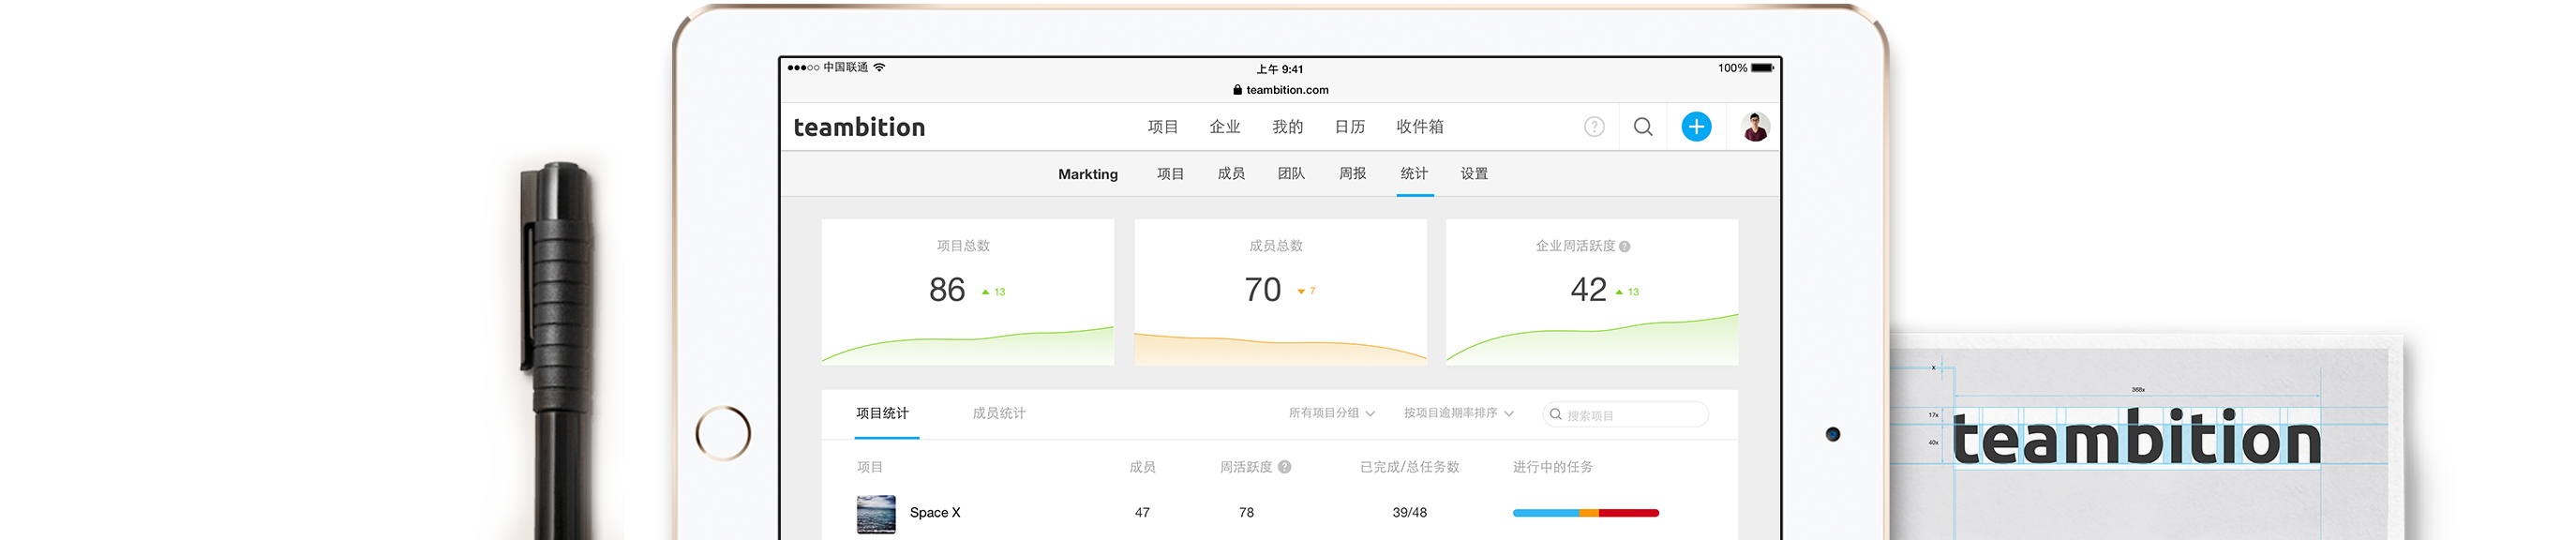 中国联通
上午 9:41
100%
teambition.com
teambition
项目 企业 我的 日历 收件箱
?
Markting 项目 成员 团队 周报 统计 设置
项目总数
86 13
成员总数
70 7
企业周活跃度 ?
42 13
项目统计 成员统计 所有项目分组 按项目逾期率排序 搜索项目
项目 成员 周活跃度 ? 已完成/总任务数 进行中的任务
Space X 47 78 39/48
x
368x
17x
40x
teambition